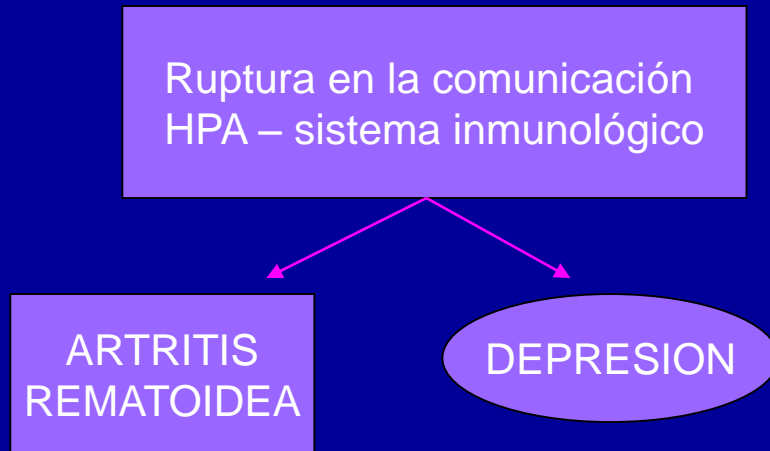 Ruptura en la comunicación
HPA – sistema inmunológico
ARTRITIS
REMATOIDEA
DEPRESION